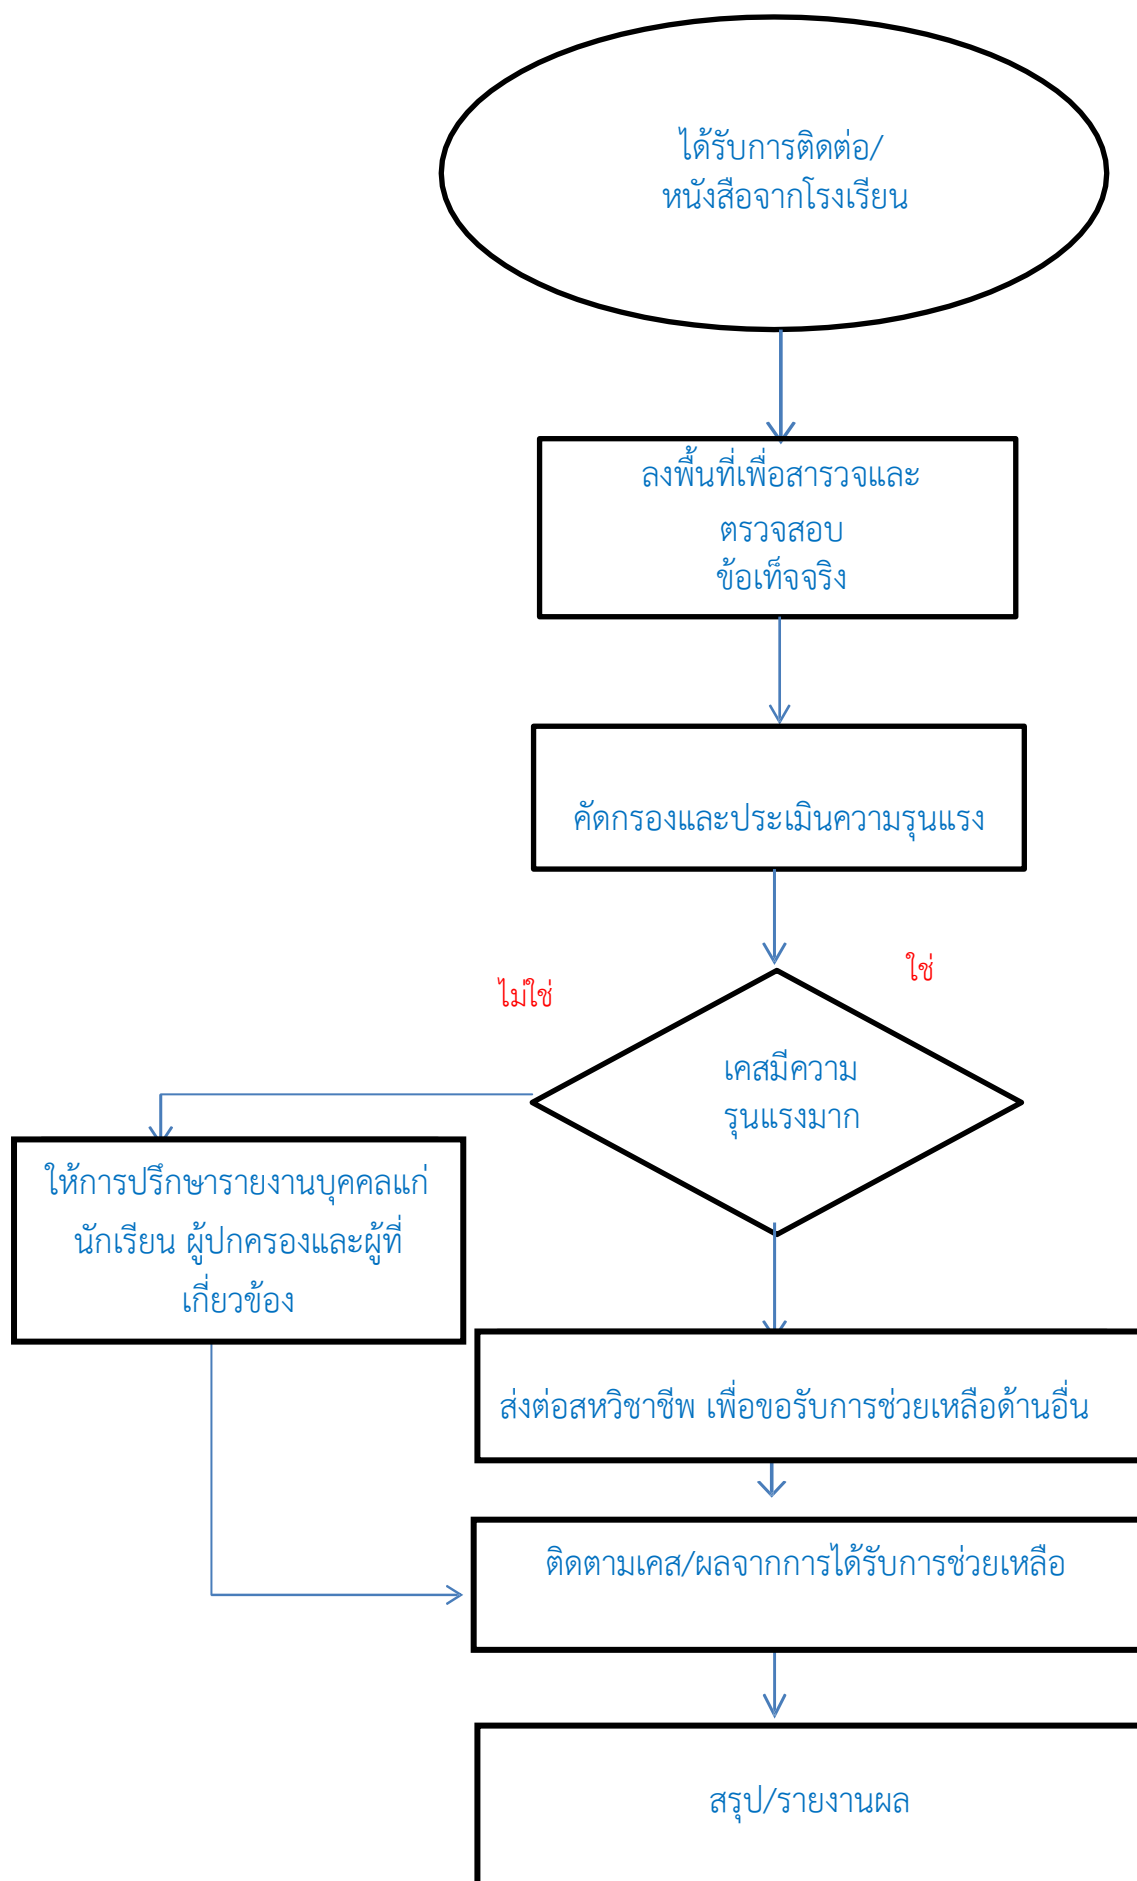 ได้รับการติดต่อ/
หนังสือจากโรงเรียน
ลงพื้นที่เพื่อสารวจและ
ตรวจสอบ
ข้อเท็จจริง
คัดกรองและประเมินความรุนแรง
ใช่
ไม่ใช่
เคสมีความ
รุนแรงมาก
ให้การปรึกษารายงานบุคคลแก่
นักเรียน ผู้ปกครองและผู้ที่
เกี่ยวข้อง
ส่งต่อสหวิชาชีพ เพื่อขอรับการช่วยเหลือด้านอื่น
ติดตามเคส/ผลจากการได้รับการช่วยเหลือ
สรุป/รายงานผล